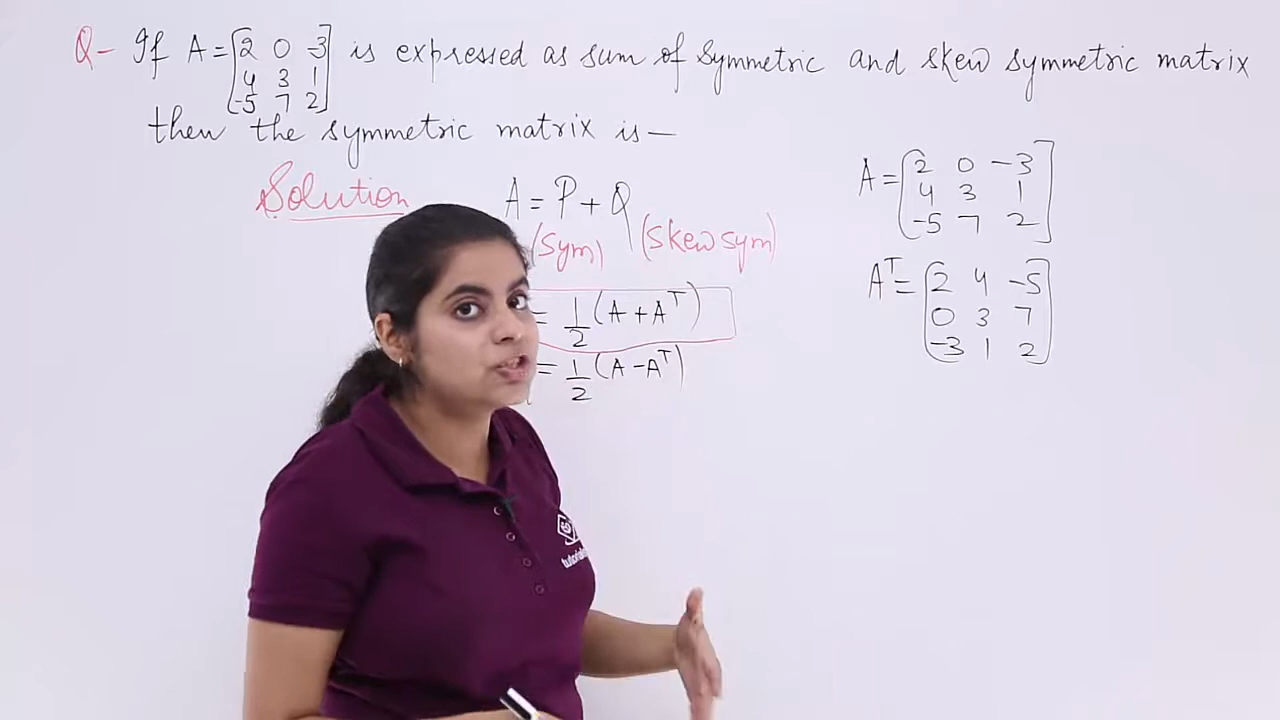 Q- If A = [2 0 -3] is expressed as sum of Symmetric and skew symmetric matrix
4 3 1
-5 7 2
then the symmetric matrix is —
Solution
A = P + Q
(Sym) (Skew sym)
= 1/2 (A + A^T)
= 1/2 (A - A^T)
A = [2 0 -3
4 3 1
-5 7 2]
A^T = [2 4 -5
0 3 7
-3 1 2]